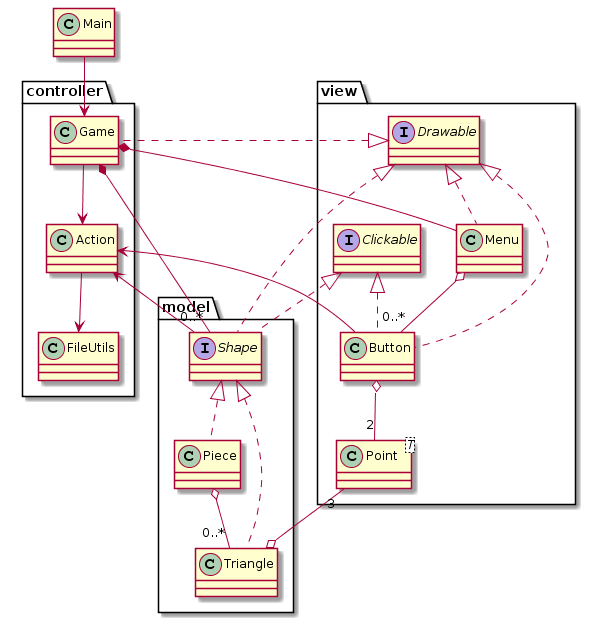 C Main
controller
view
C Game
I Drawable
C Action
I Clickable
C Menu
model
0..*
0..*
C FileUtils
I Shape
C Button
2
T
C Piece
C Point
3
0..*
C Triangle